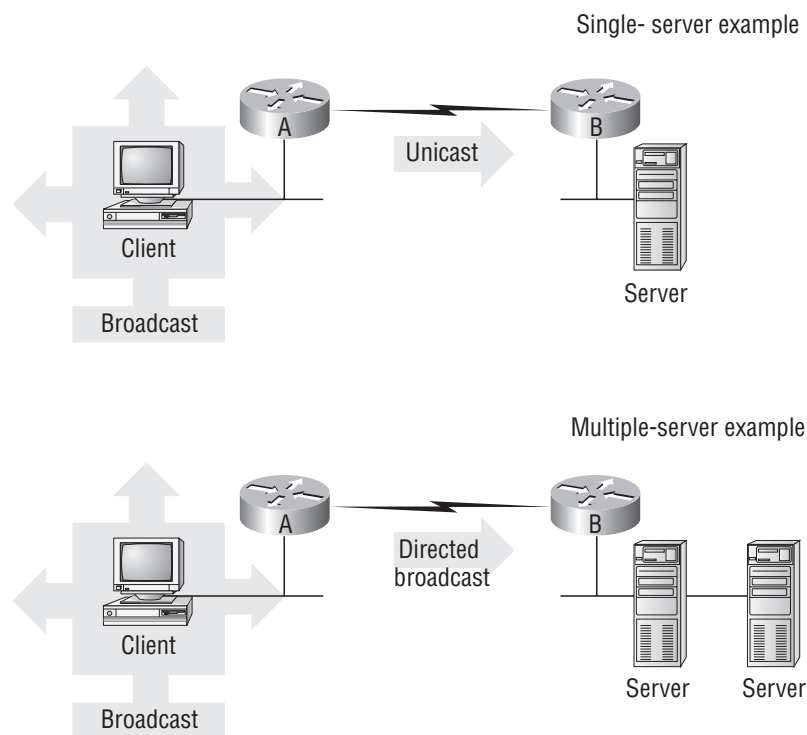 Single- server example
A
B
Unicast
Client
Server
Broadcast
Multiple-server example
A
B
Directed
broadcast
Client
Server
Server
Broadcast